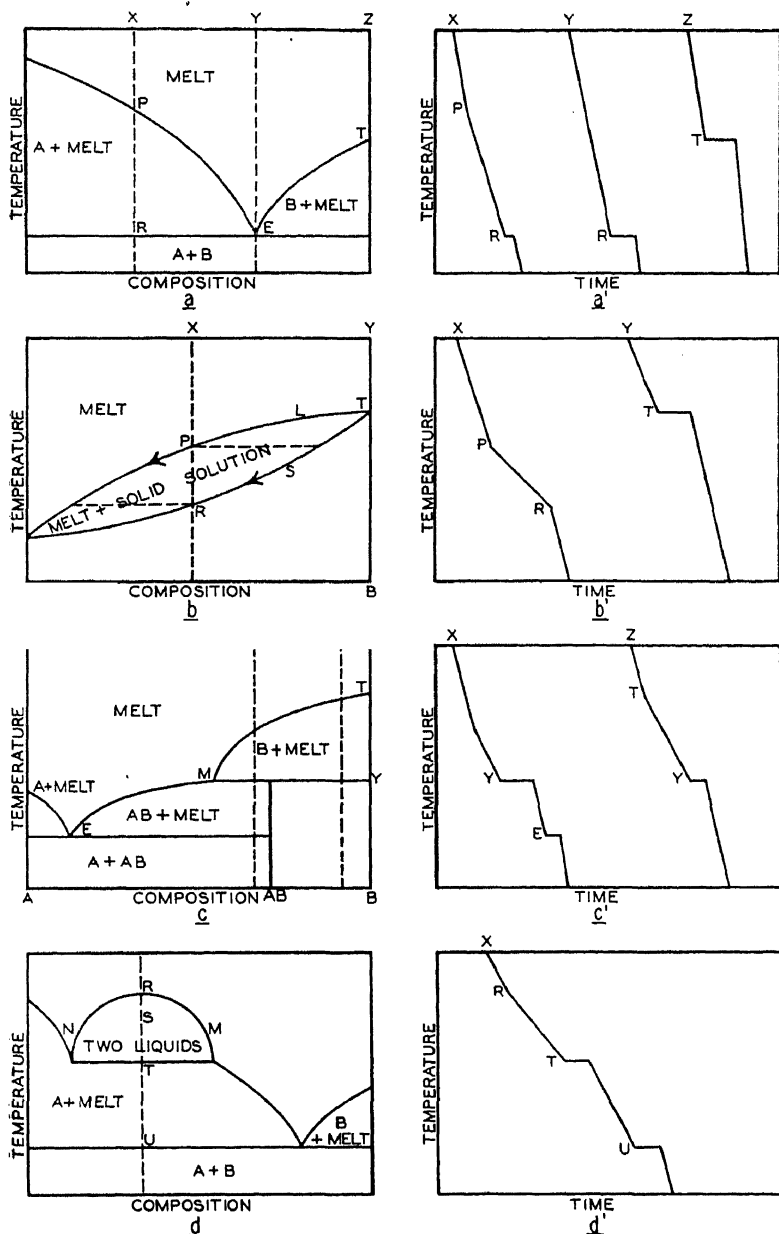 X Y Z
MELT
P
T
A + MELT
B + MELT
R
E
A + B
TEMPERATURE
COMPOSITION
a
X Y Z
P
T
R R
TEMPERATURE
TIME
a'
X Y
MELT
L
T
P
MELT + SOLID SOLUTION
S
R
TEMPERATURE
COMPOSITION B
b
X Y
T
P
R
TEMPERATURE
TIME
b'
MELT
T
B + MELT
M
Y
A+MELT
AB + MELT
E
A + AB
TEMPERATURE
A COMPOSITION AB B
c
X Z
T
Y Y
E
TEMPERATURE
TIME
c'
R
N S M
TWO LIQUIDS
T
A + MELT
B
+ MELT
U
A + B
TEMPERATURE
COMPOSITION
d
X
R
T
U
TEMPERATURE
TIME
d'